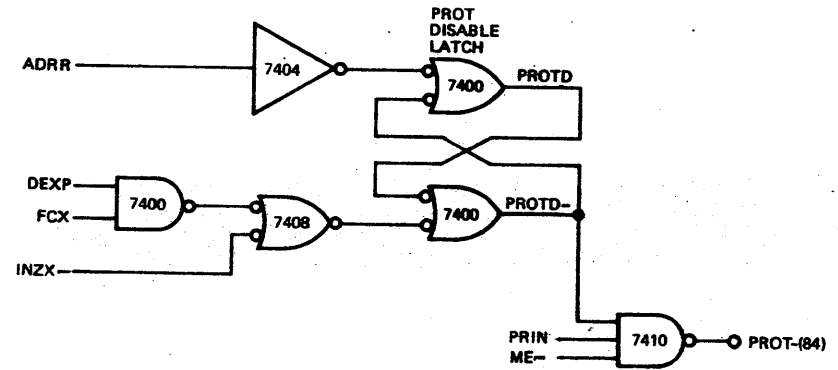 PROT
DISABLE
LATCH
ADRR
7404
7400
PROTD
DEXP
FCX
7400
7408
7400
PROTD-
INZX-
PRIN
ME-
7410
PROT-(84)